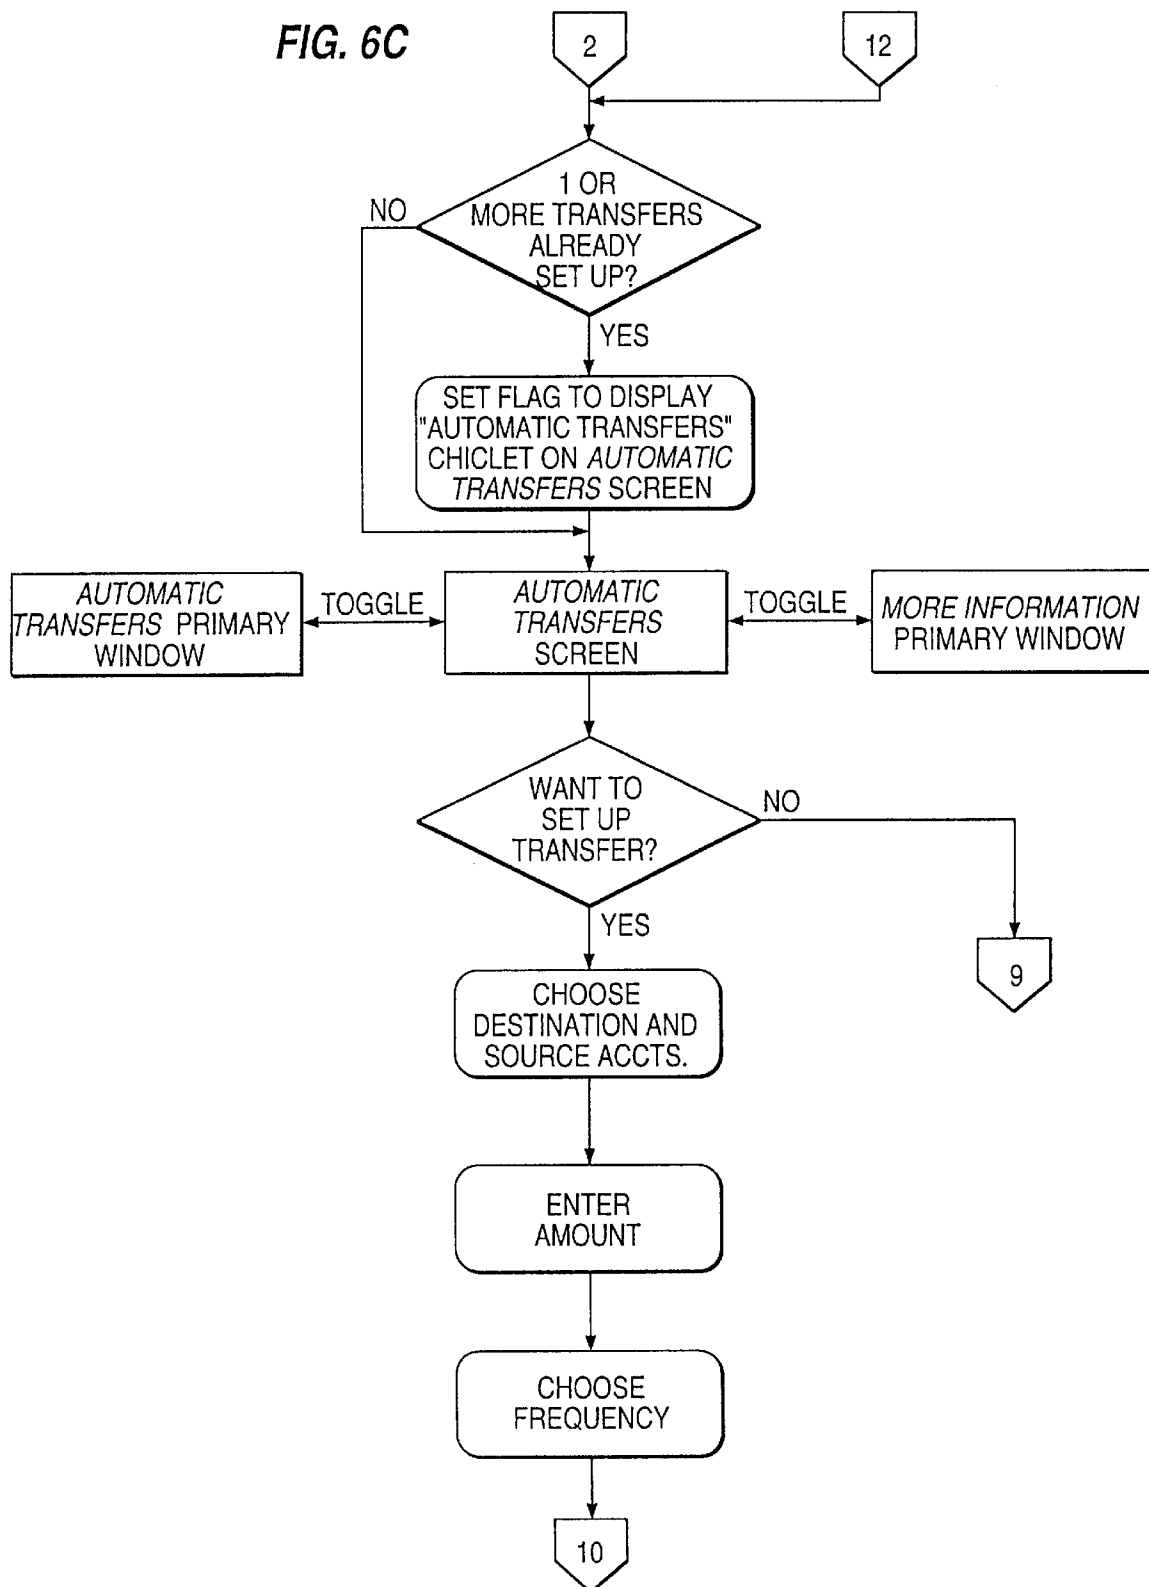 FIG. 6C
2
12
1 OR
MORE TRANSFERS
ALREADY
SET UP?
NO
YES
SET FLAG TO DISPLAY
"AUTOMATIC TRANSFERS"
CHICLET ON AUTOMATIC
TRANSFERS SCREEN
AUTOMATIC
TRANSFERS PRIMARY
WINDOW
TOGGLE
AUTOMATIC
TRANSFERS
SCREEN
TOGGLE
MORE INFORMATION
PRIMARY WINDOW
WANT TO
SET UP
TRANSFER?
NO
YES
9
CHOOSE
DESTINATION AND
SOURCE ACCTS.
ENTER
AMOUNT
CHOOSE
FREQUENCY
10